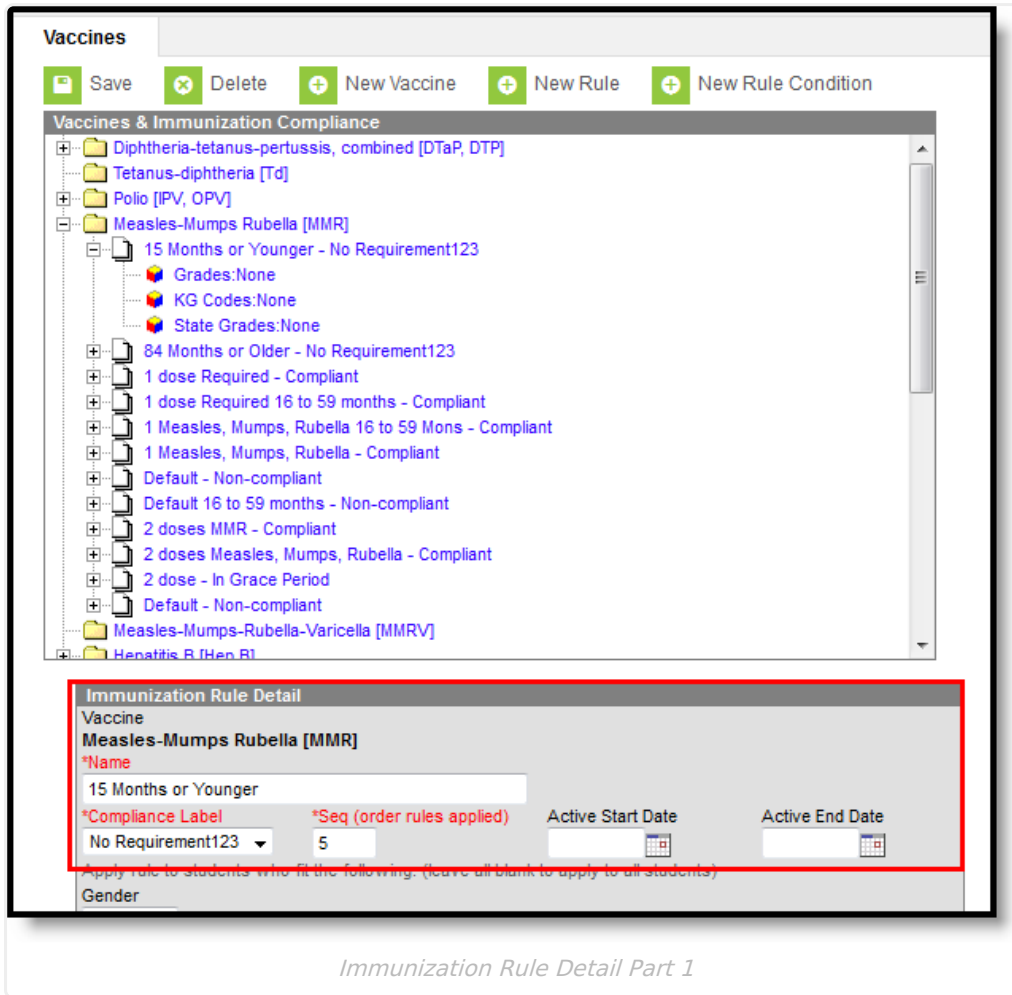 Vaccines
Save Delete New Vaccine New Rule New Rule Condition
Vaccines & Immunization Compliance
Diphtheria-tetanus-pertussis, combined [DTaP, DTP]
Tetanus-diphtheria [Td]
Polio [IPV, OPV]
Measles-Mumps Rubella [MMR]
15 Months or Younger - No Requirement123
Grades:None
KG Codes:None
State Grades:None
84 Months or Older - No Requirement123
1 dose Required - Compliant
1 dose Required 16 to 59 months - Compliant
1 Measles, Mumps, Rubella 16 to 59 Mons - Compliant
1 Measles, Mumps, Rubella - Compliant
Default - Non-compliant
Default 16 to 59 months - Non-compliant
2 doses MMR - Compliant
2 doses Measles, Mumps, Rubella - Compliant
2 dose - In Grace Period
Default - Non-compliant
Measles-Mumps-Rubella-Varicella [MMRV]
Hepatitis B [Hep B]
Immunization Rule Detail
Vaccine
Measles-Mumps Rubella [MMR]
*Name
15 Months or Younger
*Compliance Label *Seq (order rules applied) Active Start Date Active End Date
No Requirement123 5
Apply rule to students who fit the following: (leave all blank to apply to all students)
Gender
Immunization Rule Detail Part 1